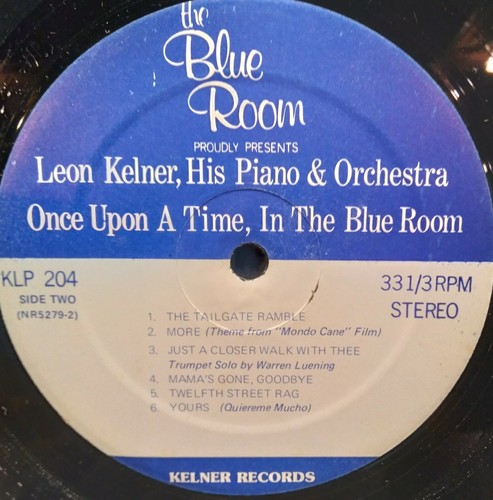 the
Blue
Room
PROUDLY PRESENTS
Leon Kelner, His Piano & Orchestra
Once Upon A Time, In The Blue Room
KLP 204
SIDE TWO
(NR5279-2)
33 1/3 RPM
STEREO
1. THE TAILGATE RAMBLE
2. MORE (Theme from "Mondo Cane" Film)
3. JUST A CLOSER WALK WITH THEE
Trumpet Solo by Warren Luening
4. MAMA'S GONE, GOODBYE
5. TWELFTH STREET RAG
6. YOURS (Quiereme Mucho)
KELNER RECORDS